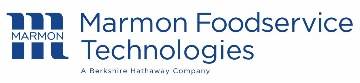 MARMON
Marmon Foodservice
Technologies
A Berkshire Hathaway Company